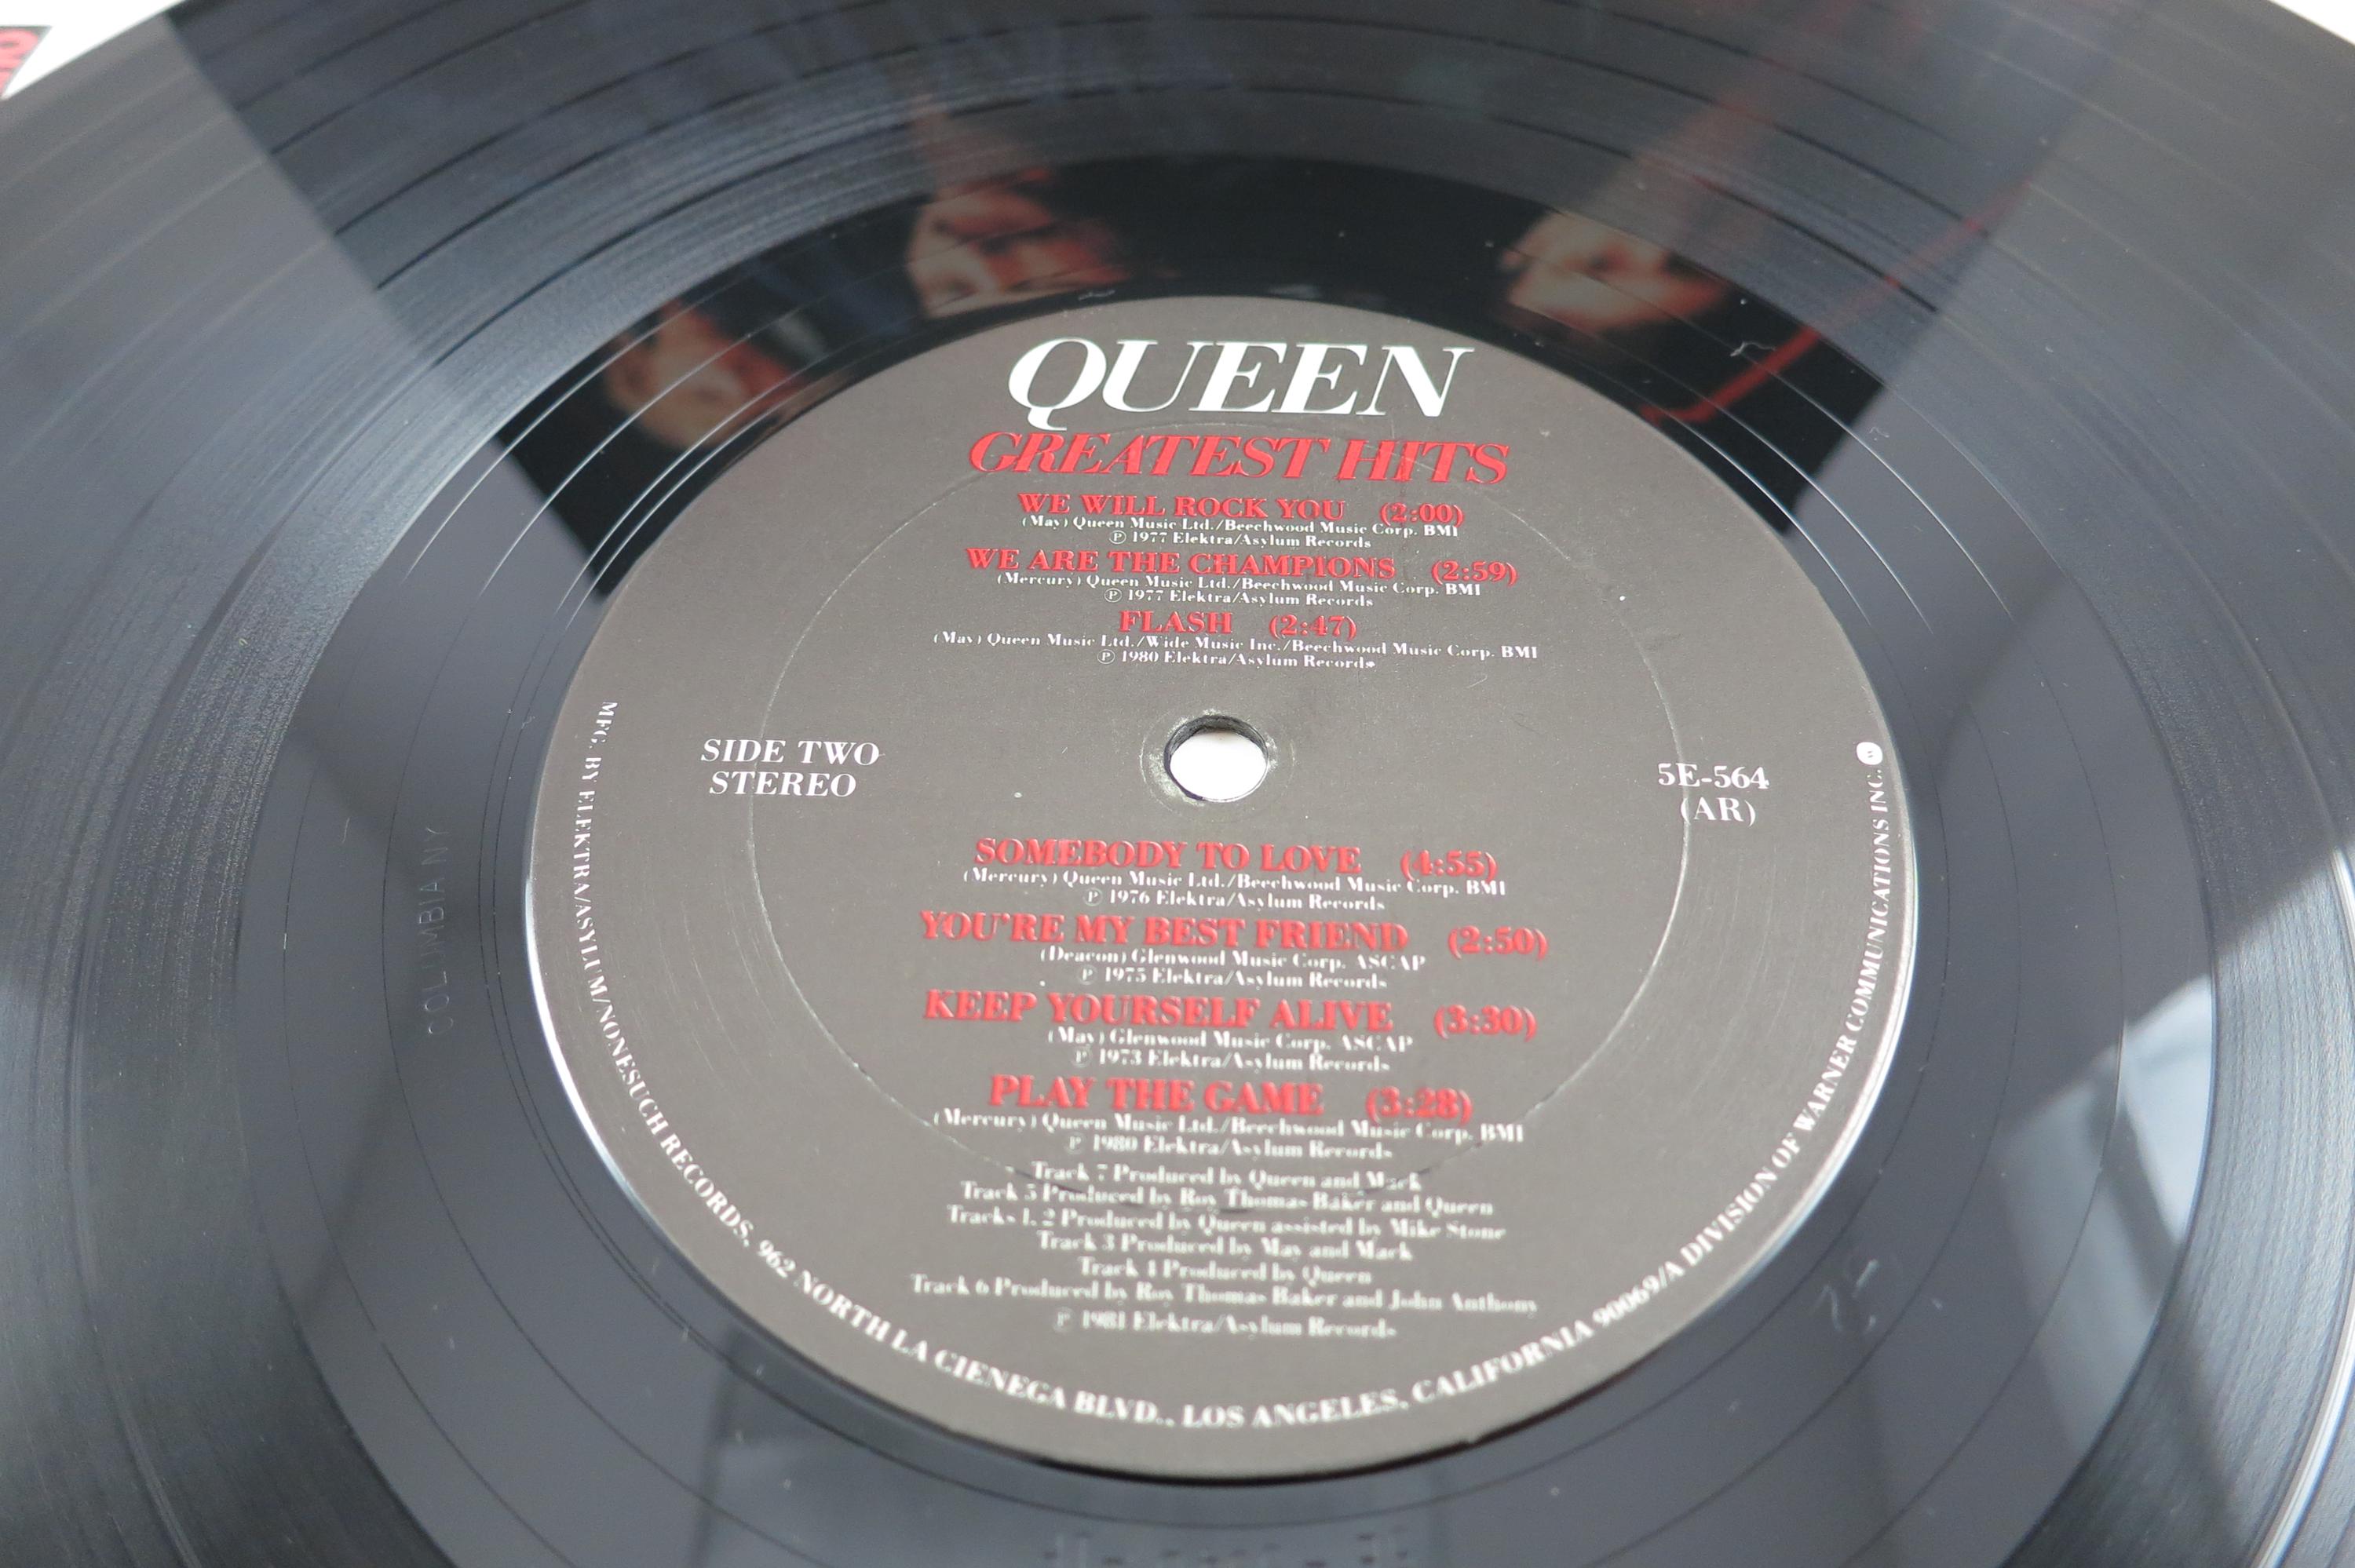 QUEEN
GREATEST HITS
WE WILL ROCK YOU (2:00)
(May) Queen Music Ltd./Beechwood Music Corp. BMI
Ⓟ 1977 Elektra/Asylum Records
WE ARE THE CHAMPIONS (2:59)
(Mercury) Queen Music Ltd./Beechwood Music Corp. BMI
Ⓟ 1977 Elektra/Asylum Records
FLASH (2:47)
(May) Queen Music Ltd./Wide Music Inc./Beechwood Music Corp. BMI
Ⓟ 1980 Elektra/Asylum Records
SIDE TWO
STEREO
5E-564
(AR)
SOMEBODY TO LOVE (4:55)
(Mercury) Queen Music Ltd./Beechwood Music Corp. BMI
Ⓟ 1976 Elektra/Asylum Records
YOU'RE MY BEST FRIEND (2:50)
(Deacon) Glenwood Music Corp. ASCAP
Ⓟ 1975 Elektra/Asylum Records
KEEP YOURSELF ALIVE (3:30)
(May) Glenwood Music Corp. ASCAP
Ⓟ 1973 Elektra/Asylum Records
PLAY THE GAME (3:28)
(Mercury) Queen Music Ltd./Beechwood Music Corp. BMI
Ⓟ 1980 Elektra/Asylum Records
Track 7 Produced by Queen and Mack
Track 5 Produced by Roy Thomas Baker and Queen
Tracks 1, 2 Produced by Queen assisted by Mike Stone
Track 3 Produced by May and Mack
Track 4 Produced by Queen
Track 6 Produced by Roy Thomas Baker and John Anthony
Ⓟ 1981 Elektra/Asylum Records
MFG. BY ELEKTRA/ASYLUM/NONESUCH RECORDS, 962 NORTH LA CIENEGA BLVD., LOS ANGELES, CALIFORNIA 90069/A DIVISION OF WARNER COMMUNICATIONS INC.
COLUMBIA NY